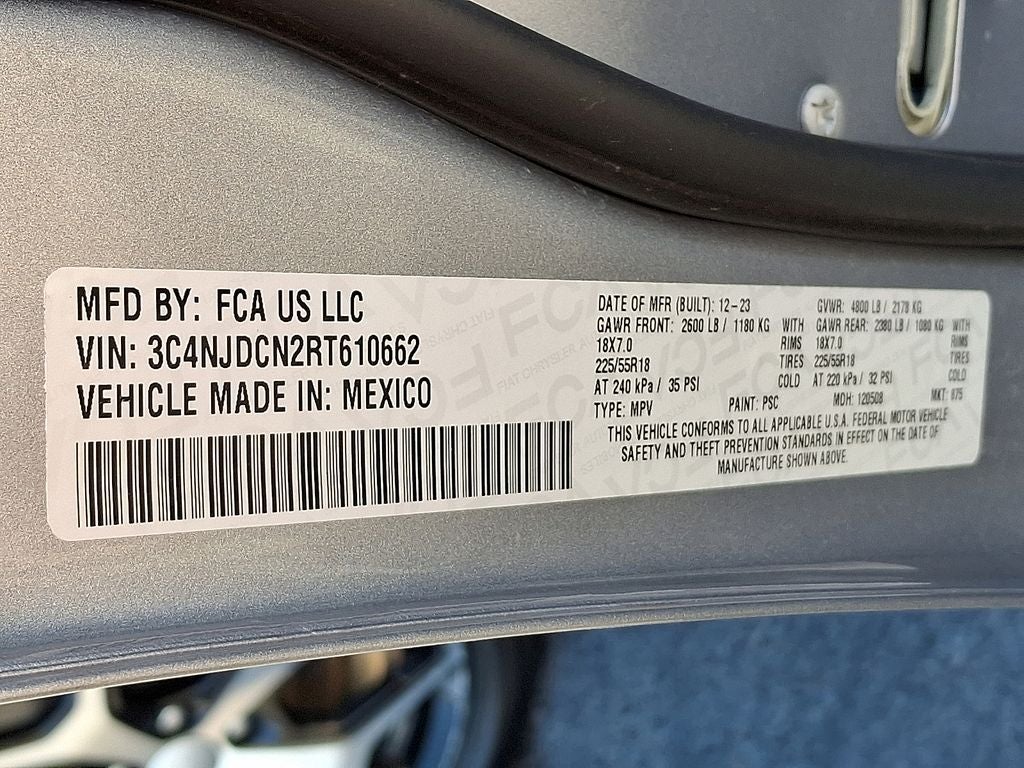 MFD BY: FCA US LLC
VIN: 3C4NJDCN2RT610662
VEHICLE MADE IN: MEXICO
DATE OF MFR (BUILT): 12-23 GVWR: 4800 LB / 2178 KG
GAWR FRONT: 2600 LB / 1180 KG WITH GAWR REAR: 2380 LB / 1080 KG WITH
18X7.0 RIMS 18X7.0 RIMS
225/55R18 TIRES 225/55R18 TIRES
AT 240 kPa / 35 PSI COLD AT 220 kPa / 32 PSI COLD
TYPE: MPV PAINT: PSC MOH: 120508 MKT: 875
THIS VEHICLE CONFORMS TO ALL APPLICABLE U.S.A. FEDERAL MOTOR VEHICLE
SAFETY AND THEFT PREVENTION STANDARDS IN EFFECT ON THE DATE OF
MANUFACTURE SHOWN ABOVE.